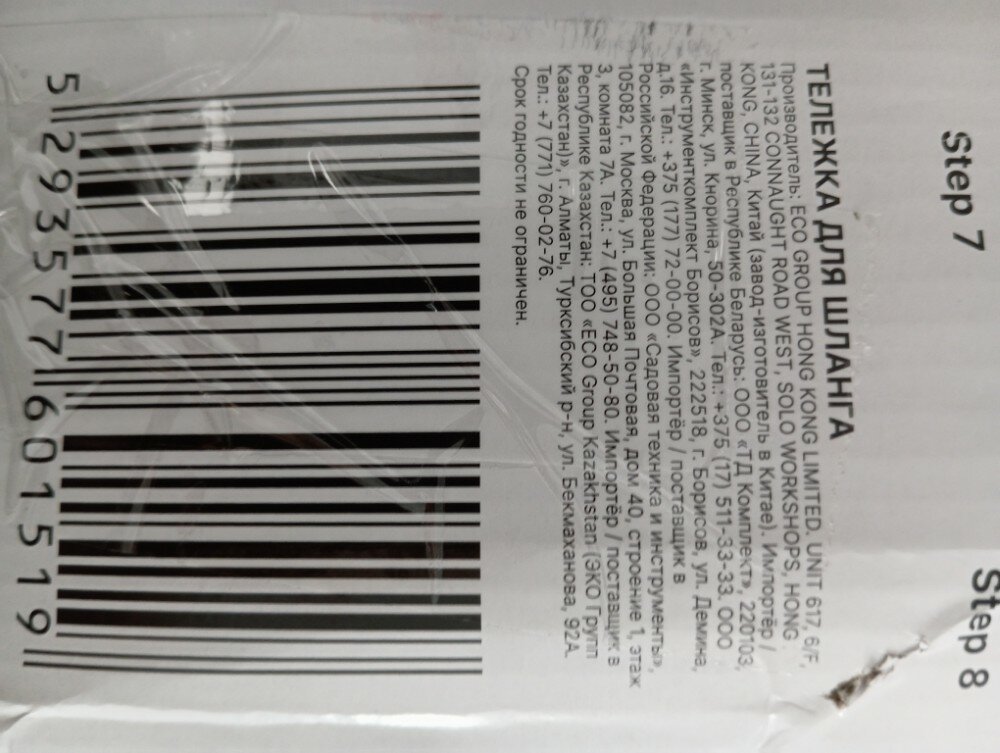 Step 7
Step 8
ТЕЛЕЖКА ДЛЯ ШЛАНГА
Производитель: ECO GROUP HONG KONG LIMITED. UNIT 617, 6/F,
131-132 CONNAUGHT ROAD WEST, SOLO WORKSHOPS, HONG
KONG, CHINA, Китай (завод-изготовитель в Китае). Импортёр /
поставщик в Республике Беларусь: ООО «ТД Комплект», 220103,
г. Минск, ул. Кнорина, 50-302А. Тел.: +375 (17) 511-33-33. ООО
«Инструменткомплект Борисов», 222518, г. Борисов, ул. Демина,
д.16. Тел.: +375 (177) 72-00-00. Импортёр / поставщик в
Российской Федерации: ООО «Садовая техника и инструменты»,
105082, г. Москва, ул. Большая Почтовая, дом 40, строение 1, этаж
3, комната 7А. Тел.: +7 (495) 748-50-80. Импортёр / поставщик в
Республике Казахстан: ТОО «ECO Group Kazakhstan (ЭКО Групп
Казахстан)», г. Алматы, Турксибский р-н, ул. Бекмаханова, 92А.
Тел.: +7 (771) 760-02-76.
Срок годности не ограничен.
5 293577 601519